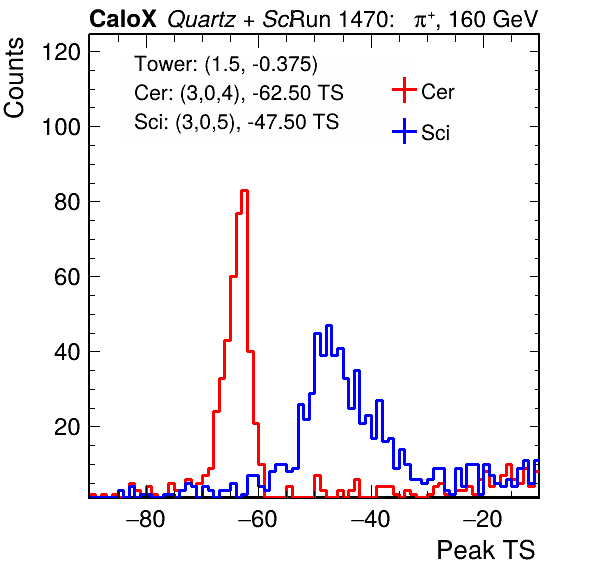 CaloX Quartz + ScRun 1470: π⁺, 160 GeV
Counts
120
100
80
60
40
20
Tower: (1.5, -0.375)
Cer: (3,0,4), -62.50 TS
Sci: (3,0,5), -47.50 TS
Cer
Sci
−80 −60 −40 −20
Peak TS